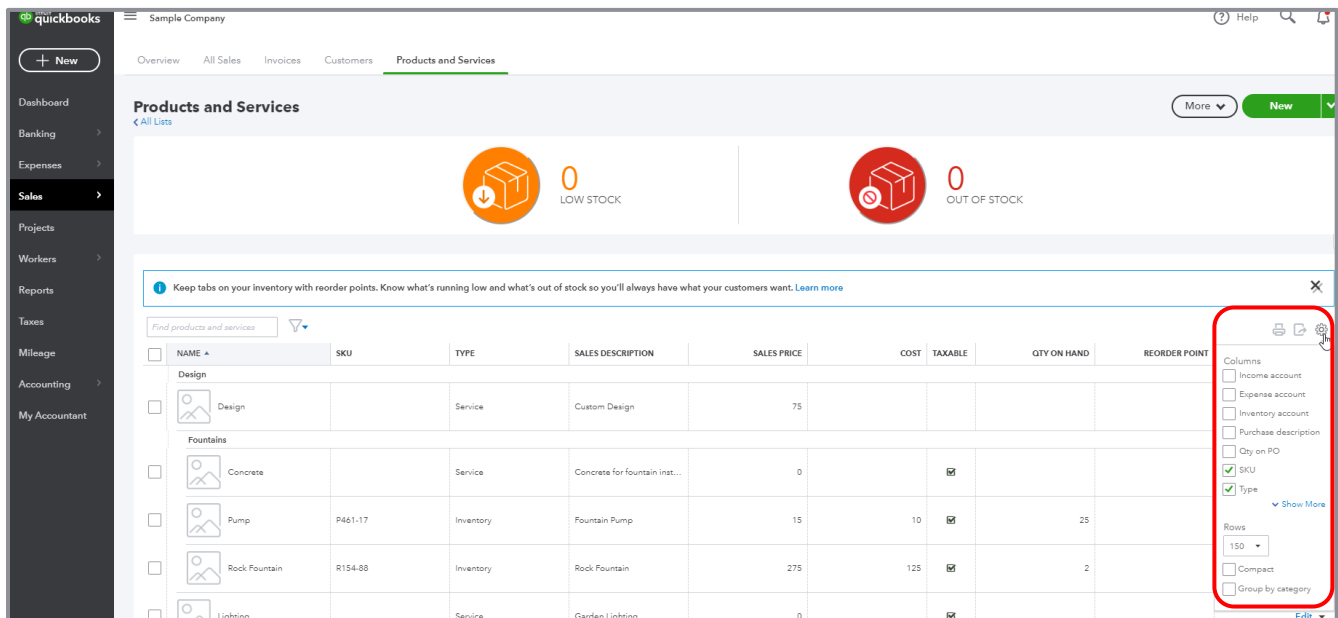 quickbooks
Sample Company
Help
New
Overview All Sales Invoices Customers Products and Services
Dashboard
Banking
Expenses
Sales
Projects
Workers
Reports
Taxes
Mileage
Accounting
My Accountant
Products and Services
All Lists
More
New
0
LOW STOCK
0
OUT OF STOCK
Keep tabs on your inventory with reorder points. Know what's running low and what's out of stock so you'll always have what your customers want. Learn more
Find products and services
NAME SKU TYPE SALES DESCRIPTION SALES PRICE COST TAXABLE QTY ON HAND REORDER POINT
Design
Design Service Custom Design 75
Fountains
Concrete Service Concrete for fountain inst... 0
Pump P461-17 Inventory Fountain Pump 15 10 25
Rock Fountain R154-88 Inventory Rock Fountain 275 125 2
Lighting Service Garden Lighting 0
Columns
Income account
Expense account
Inventory account
Purchase description
Qty on PO
SKU
Type
Show More
Rows
150
Compact
Group by category
Edit